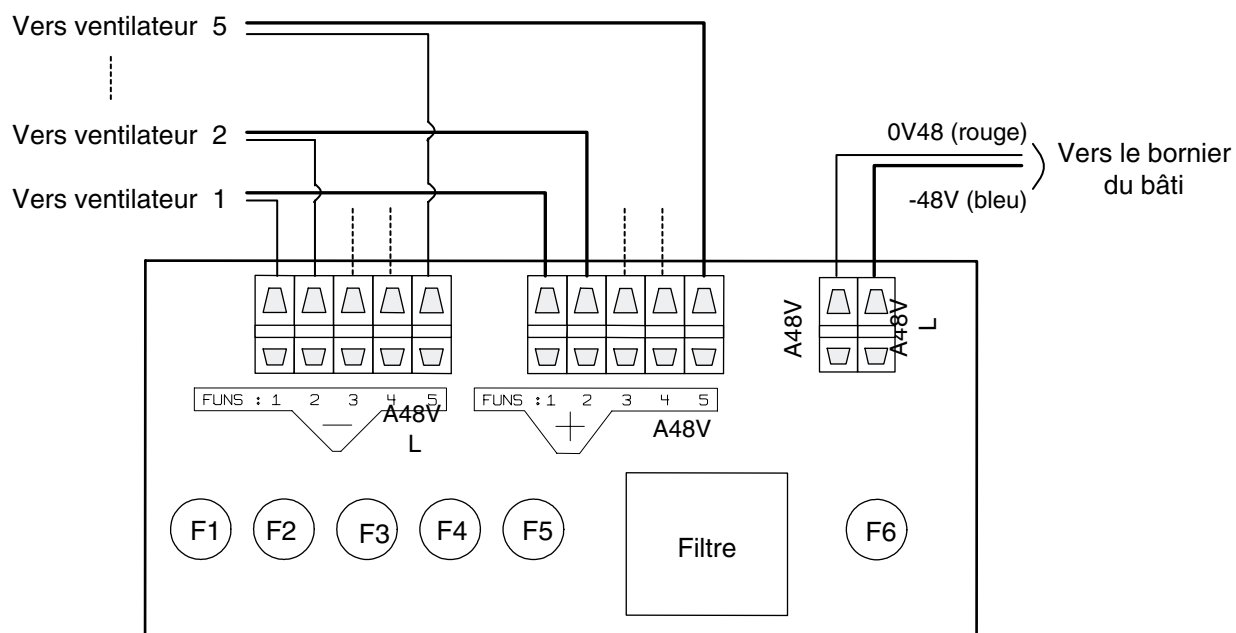 Vers ventilateur 5
Vers ventilateur 2
Vers ventilateur 1
0V48 (rouge)
-48V (bleu)
Vers le bornier
du bâti
A48V
A48V
L
FUNS : 1 2 3 4 5
A48V
L
FUNS : 1 2 3 4 5
A48V
F1 F2 F3 F4 F5
Filtre
F6